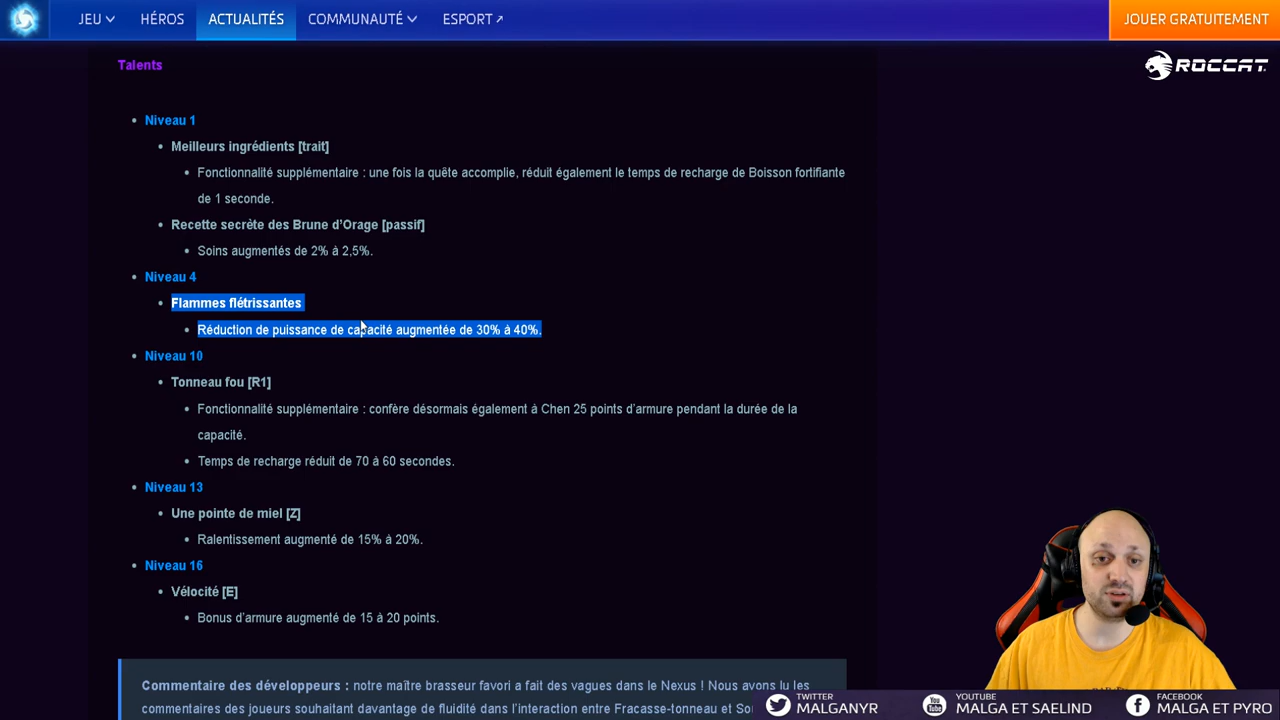 JEU HÉROS ACTUALITÉS COMMUNAUTÉ ESPORT JOUER GRATUITEMENT
ROCCAT
Talents
Niveau 1
Meilleurs ingrédients [trait]
Fonctionnalité supplémentaire : une fois la quête accomplie, réduit également le temps de recharge de Boisson fortifiante
de 1 seconde.
Recette secrète des Brune d'Orage [passif]
Soins augmentés de 2% à 2,5%.
Niveau 4
Flammes flétrissantes
Réduction de puissance de capacité augmentée de 30% à 40%.
Niveau 10
Tonneau fou [R1]
Fonctionnalité supplémentaire : confère désormais également à Chen 25 points d'armure pendant la durée de la
capacité.
Temps de recharge réduit de 70 à 60 secondes.
Niveau 13
Une pointe de miel [Z]
Ralentissement augmenté de 15% à 20%.
Niveau 16
Vélocité [E]
Bonus d'armure augmenté de 15 à 20 points.
Commentaire des développeurs : notre maître brasseur favori a fait des vagues dans le Nexus ! Nous avons lu les
commentaires des joueurs souhaitant davantage de fluidité dans l'interaction entre Fracasse-tonneau et
TWITTER
MALGANYR
YOUTUBE
MALGA ET SAELIND
FACEBOOK
MALGA ET PYRO